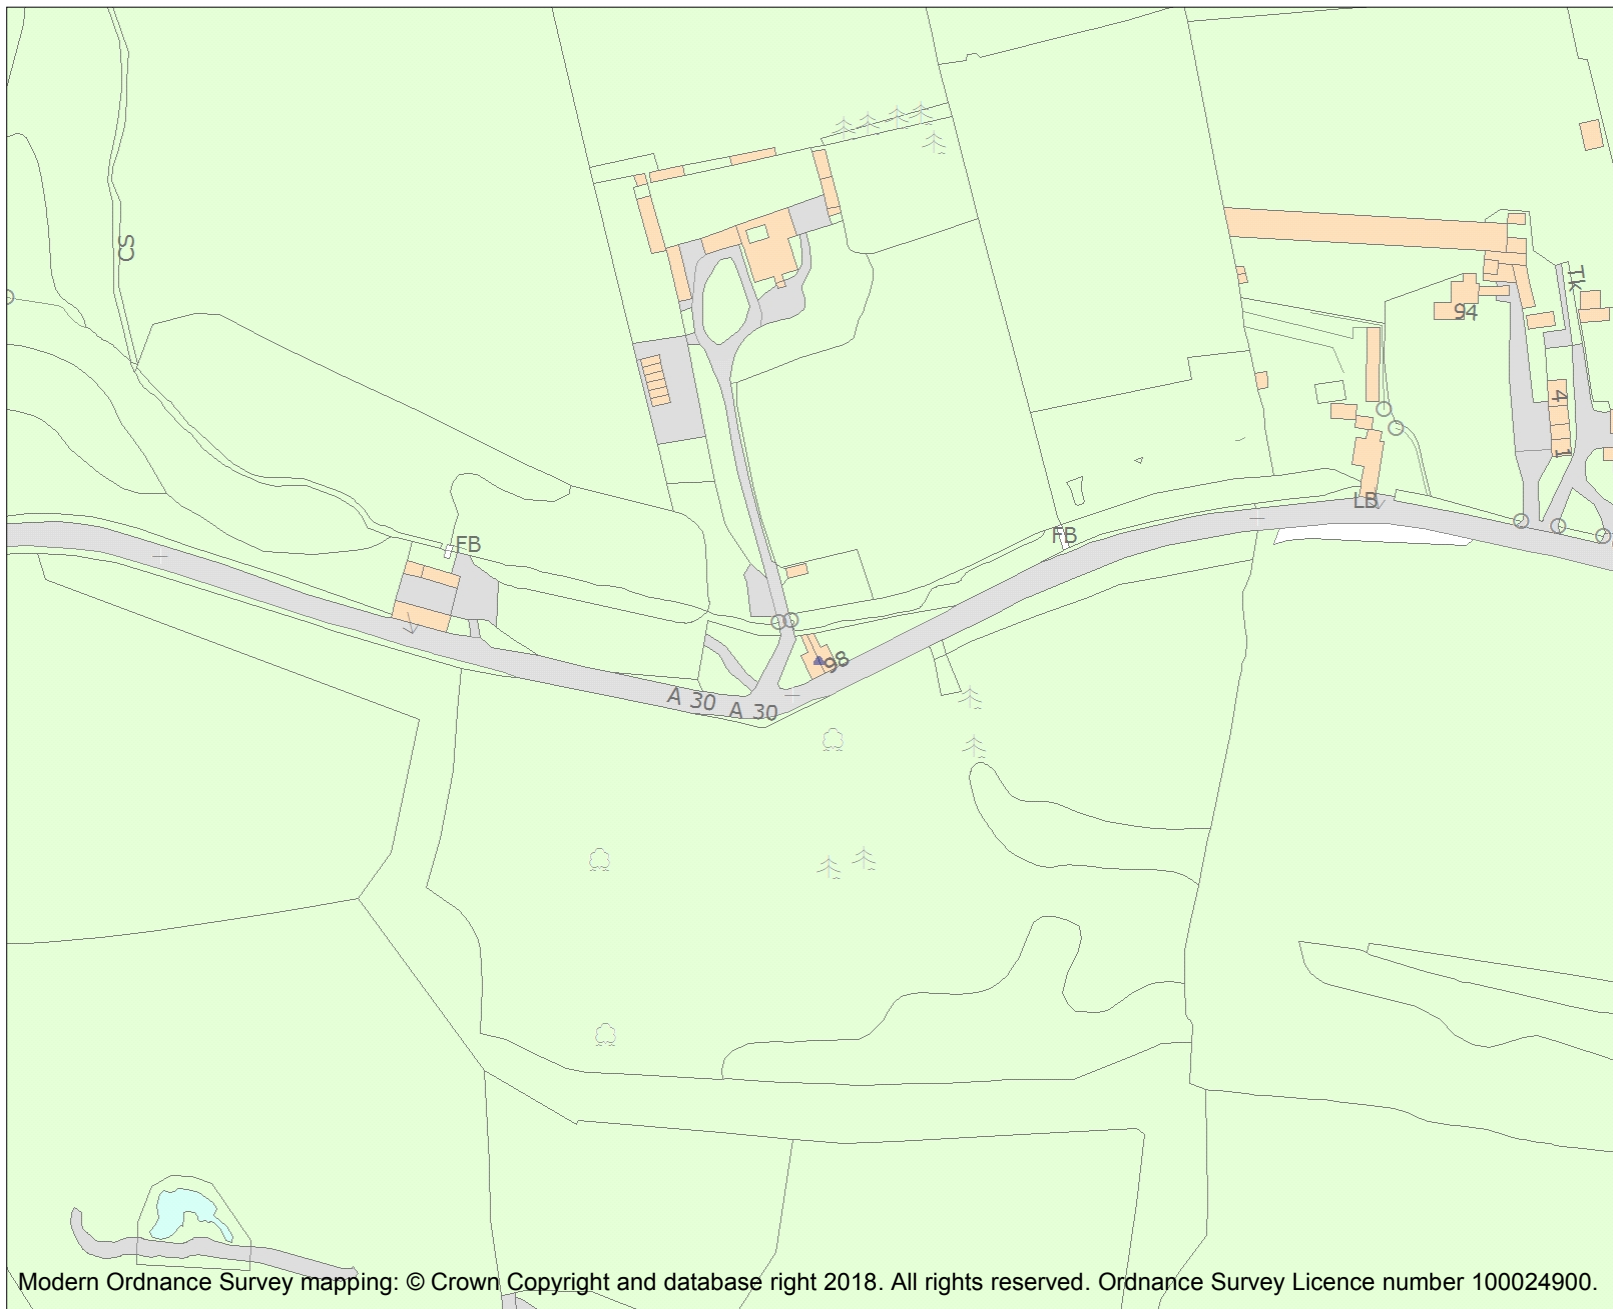 CS
Tk
94
4
1
LB
FB
FB
98
A 30
A 30
Modern Ordnance Survey mapping: © Crown Copyright and database right 2018. All rights reserved. Ordnance Survey Licence number 100024900.